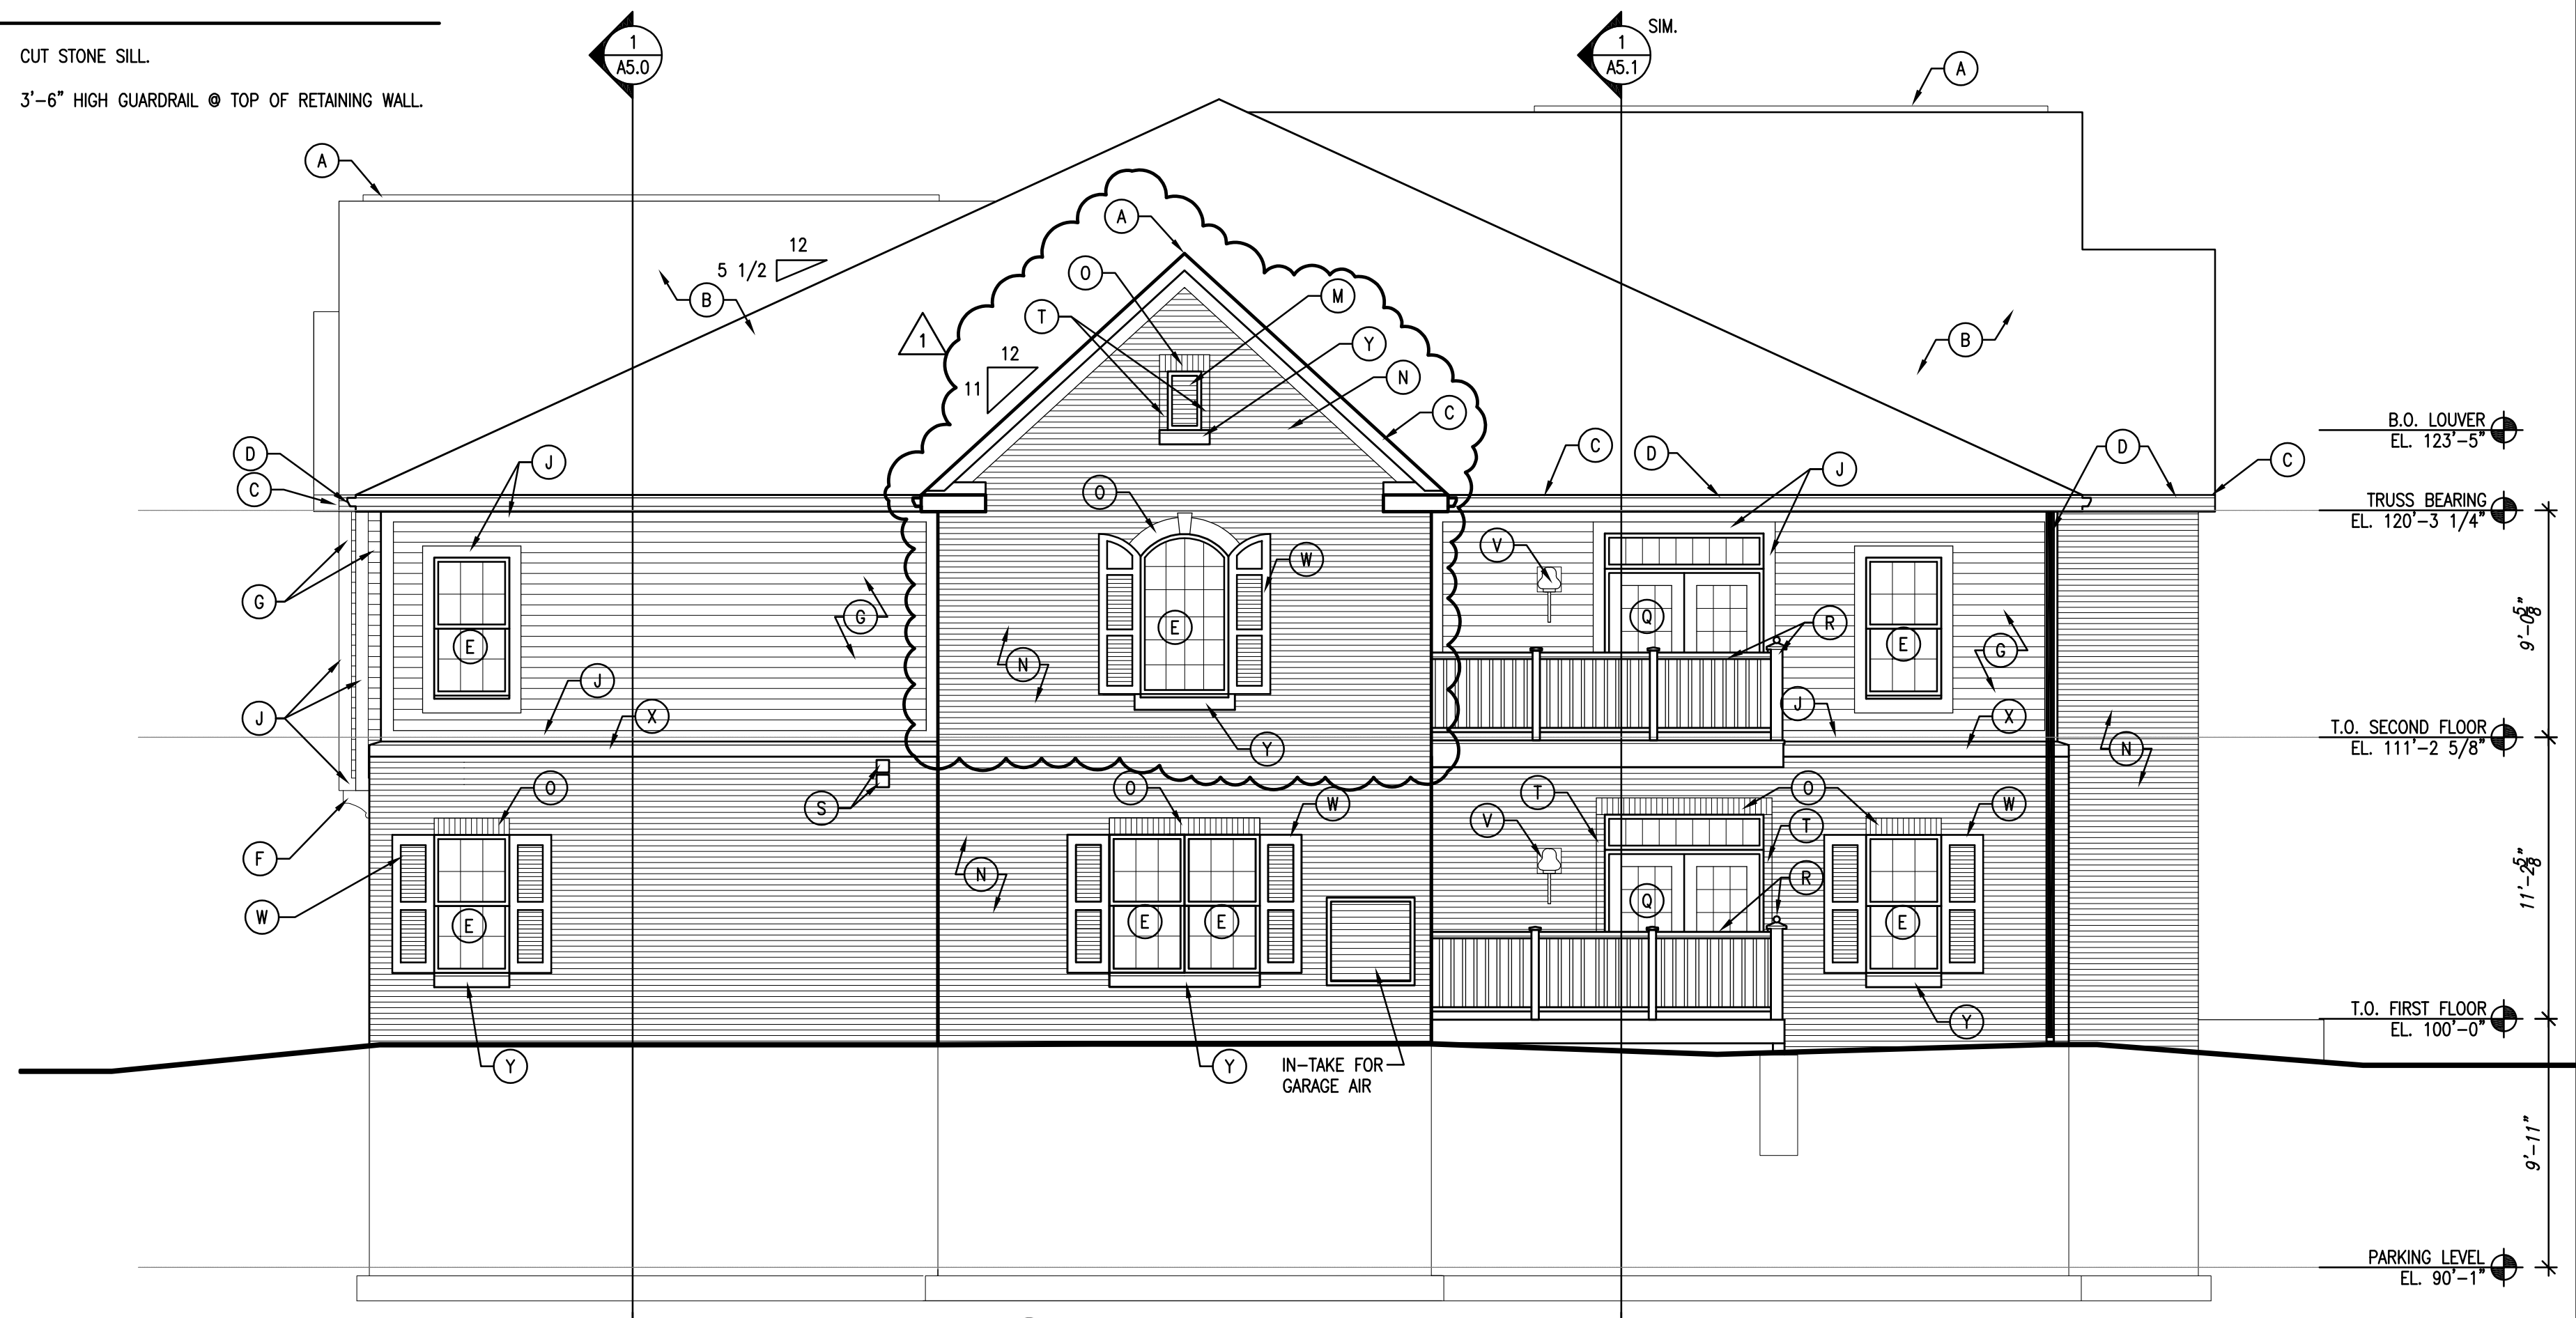 CUT STONE SILL.
3'-6" HIGH GUARDRAIL @ TOP OF RETAINING WALL.
1
A5.0
1
A5.1
SIM.
A
A
A
12
5 1/2
B
O
M
T
1
12
11
Y
N
C
B
B.O. LOUVER
EL. 123'-5"
D
C
J
O
C
D
J
D
C
TRUSS BEARING
EL. 120'-3 1/4"
G
G
E
E
W
V
Q
R
E
G
N
9'-0 5/8"
J
J
X
Y
J
X
N
T.O. SECOND FLOOR
EL. 111'-2 5/8"
S
O
O
W
T
V
O
T
W
F
W
E
N
E
E
Q
R
E
11'-2 5/8"
T.O. FIRST FLOOR
EL. 100'-0"
Y
Y
Y
IN-TAKE FOR
GARAGE AIR
9'-11"
PARKING LEVEL
EL. 90'-1"